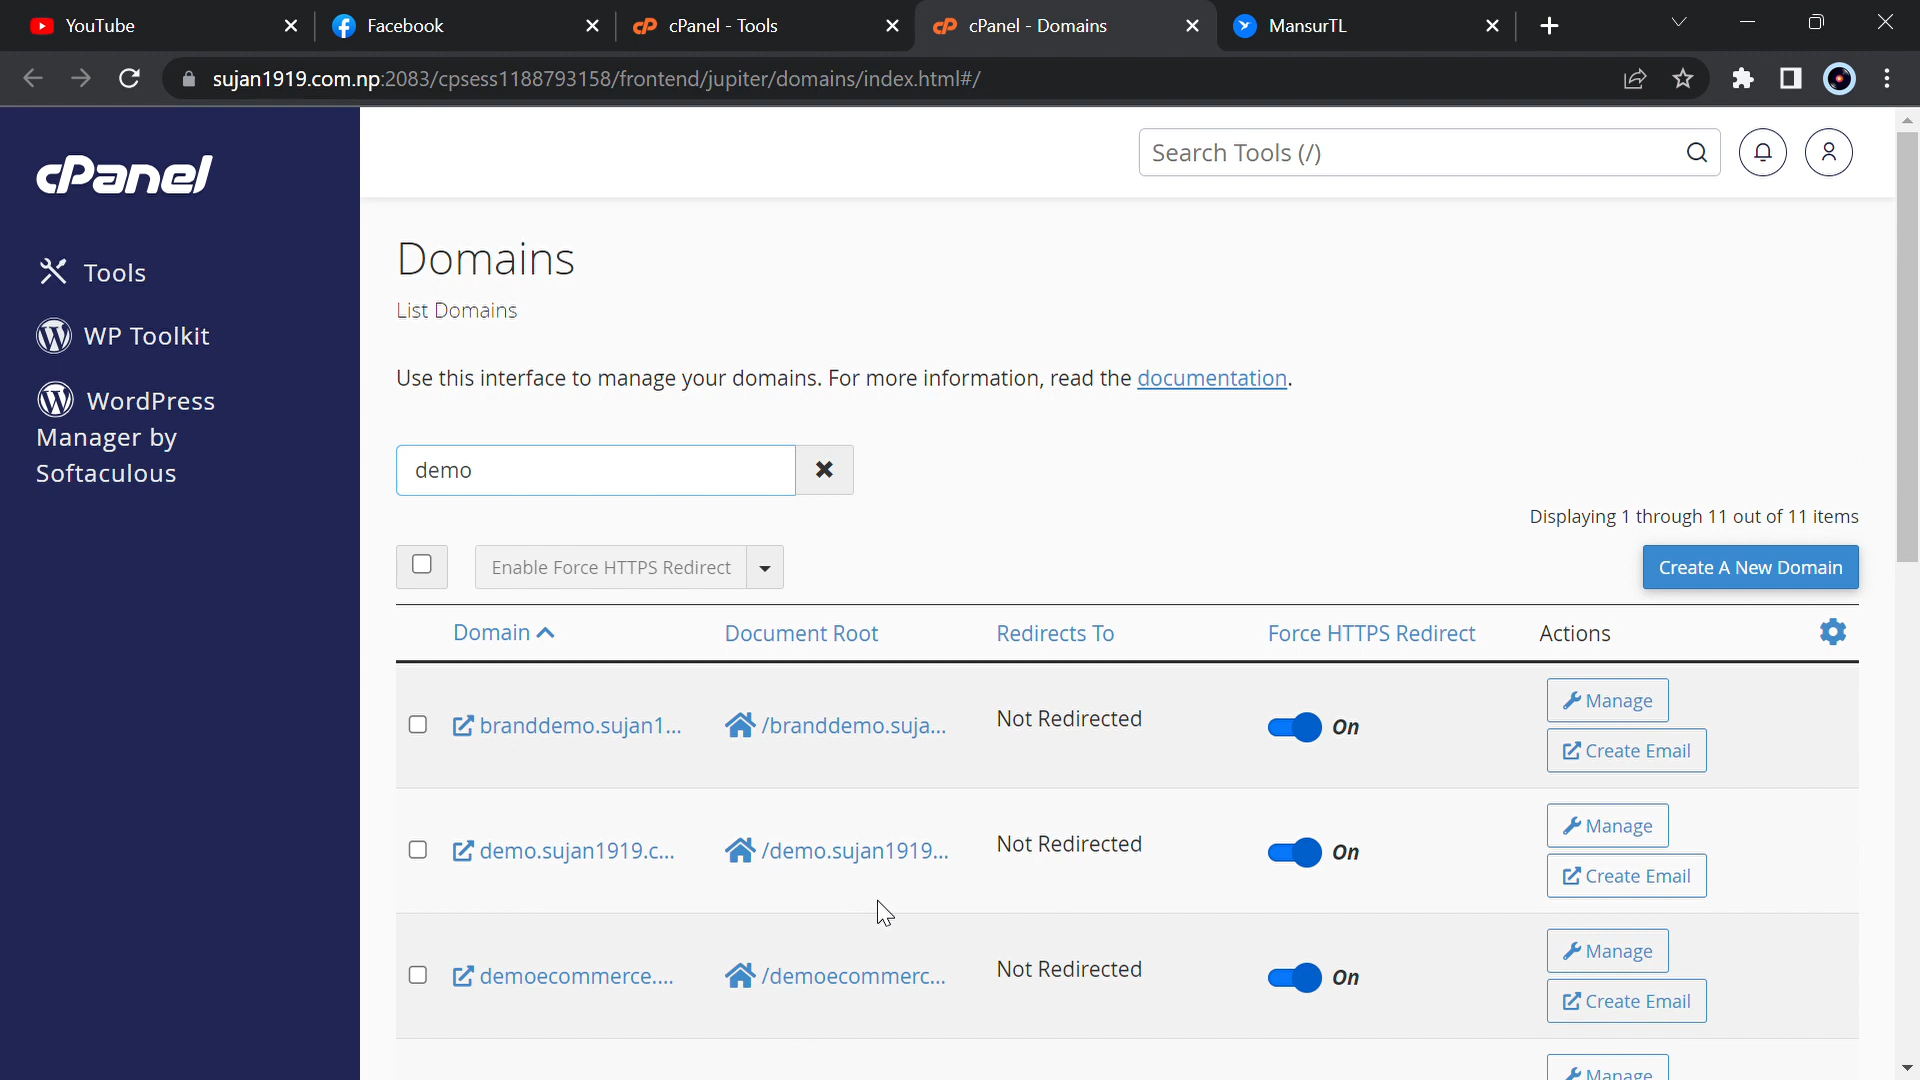 YouTube
Facebook
cPanel - Tools
cPanel - Domains
MansurTL
sujan1919.com.np:2083/cpsess1188793158/frontend/jupiter/domains/index.html#/
cPanel
Search Tools (/)
Tools
WP Toolkit
WordPress
Manager by
Softaculous
Domains
List Domains
Use this interface to manage your domains. For more information, read the documentation.
demo
Displaying 1 through 11 out of 11 items
Enable Force HTTPS Redirect
Create A New Domain
Domain Document Root Redirects To Force HTTPS Redirect Actions
branddemo.sujan1... /branddemo.suja... Not Redirected On Manage
Create Email
demo.sujan1919.c... /demo.sujan1919... Not Redirected On Manage
Create Email
demoecommerce.... /demoecommerc... Not Redirected On Manage
Create Email
Manage